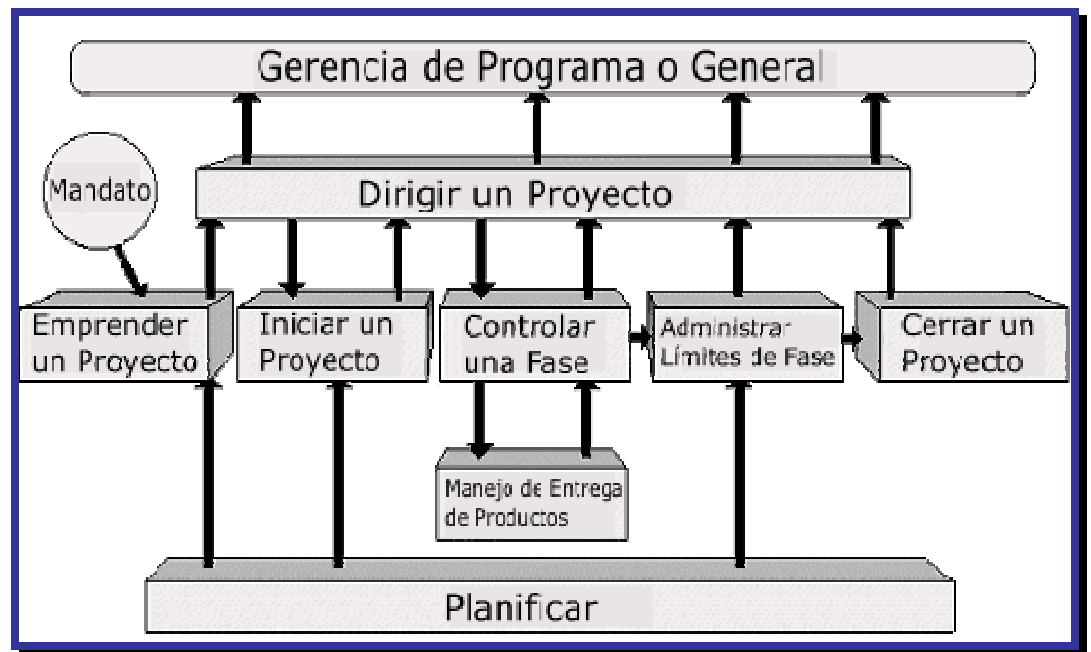 Gerencia de Programa o General
Mandato
Dirigir un Proyecto
Emprender
un Proyecto
Iniciar un
Proyecto
Controlar
una Fase
Administrar
Límites de Fase
Cerrar un
Proyecto
Manejo de Entrega
de Productos
Planificar